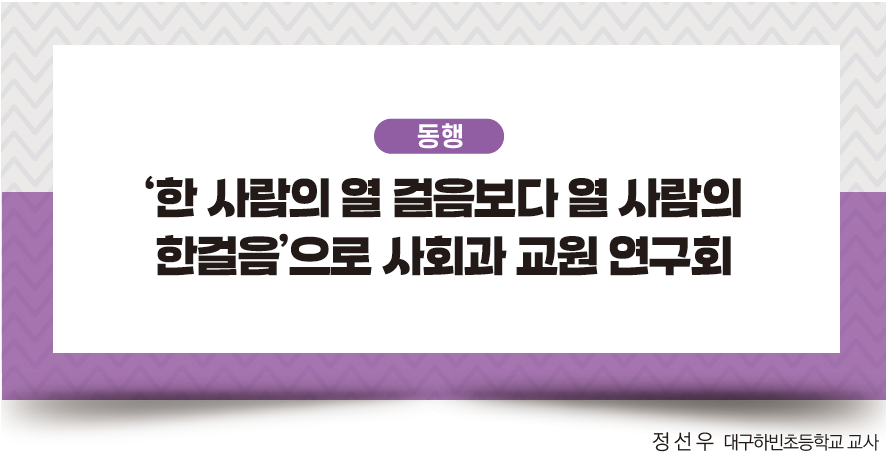 동행
‘한 사람의 열 걸음보다 열 사람의
한걸음’으로 사회과 교원 연구회
정선우 대구하빈초등학교 교사